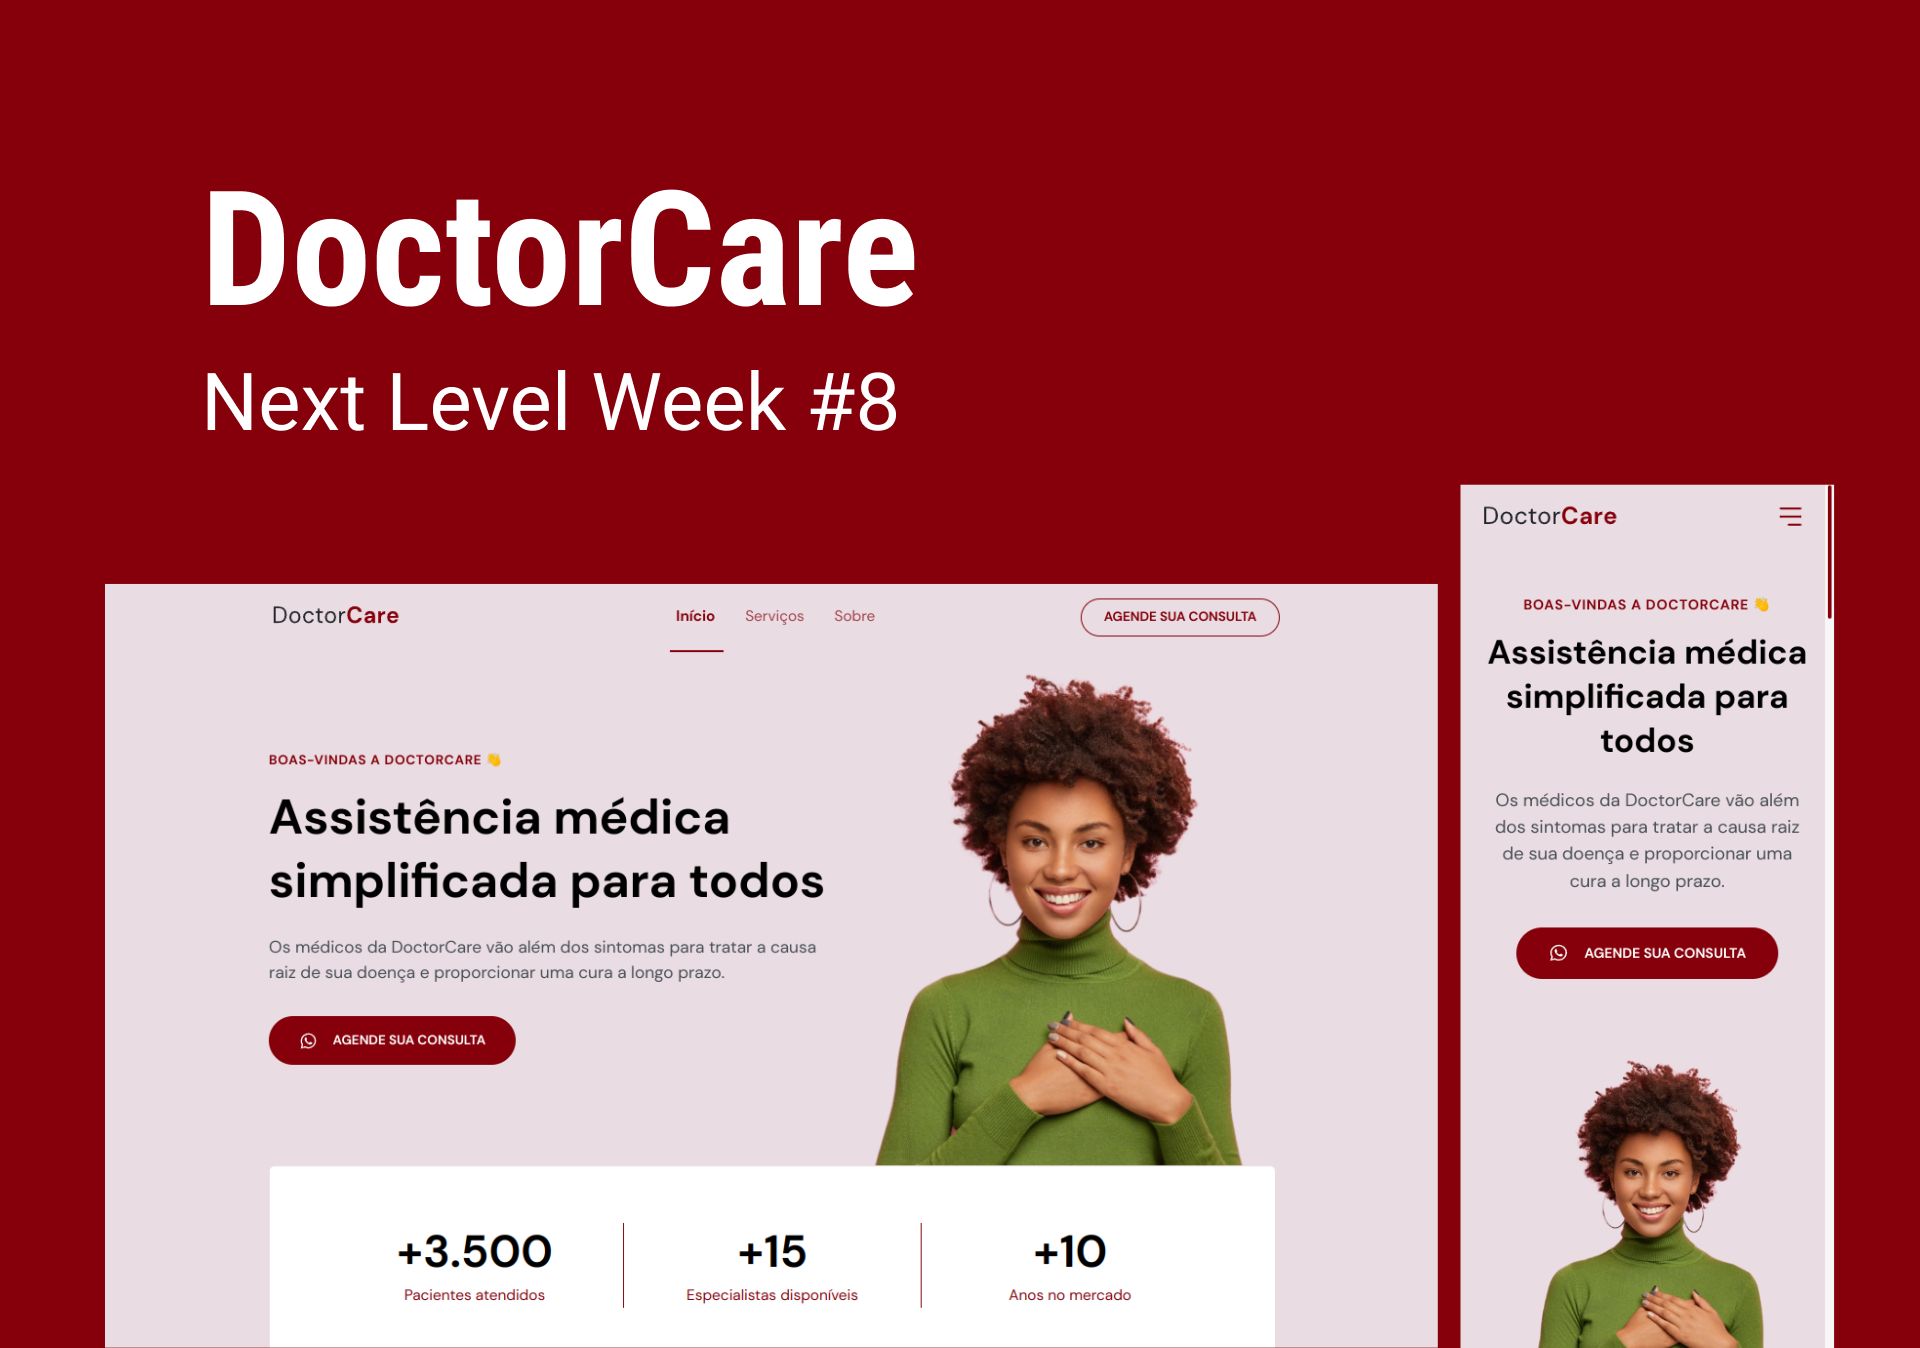 DoctorCare
Next Level Week #8
DoctorCare
Início
Serviços
Sobre
AGENDE SUA CONSULTA
BOAS-VINDAS A DOCTORCARE 👋
Assistência médica
simplificada para todos
Os médicos da DoctorCare vão além dos sintomas para tratar a causa
raiz de sua doença e proporcionar uma cura a longo prazo.
AGENDE SUA CONSULTA
+3.500
Pacientes atendidos
+15
Especialistas disponíveis
+10
Anos no mercado
DoctorCare
BOAS-VINDAS A DOCTORCARE 👋
Assistência médica
simplificada para
todos
Os médicos da DoctorCare vão além
dos sintomas para tratar a causa raiz
de sua doença e proporcionar uma
cura a longo prazo.
AGENDE SUA CONSULTA